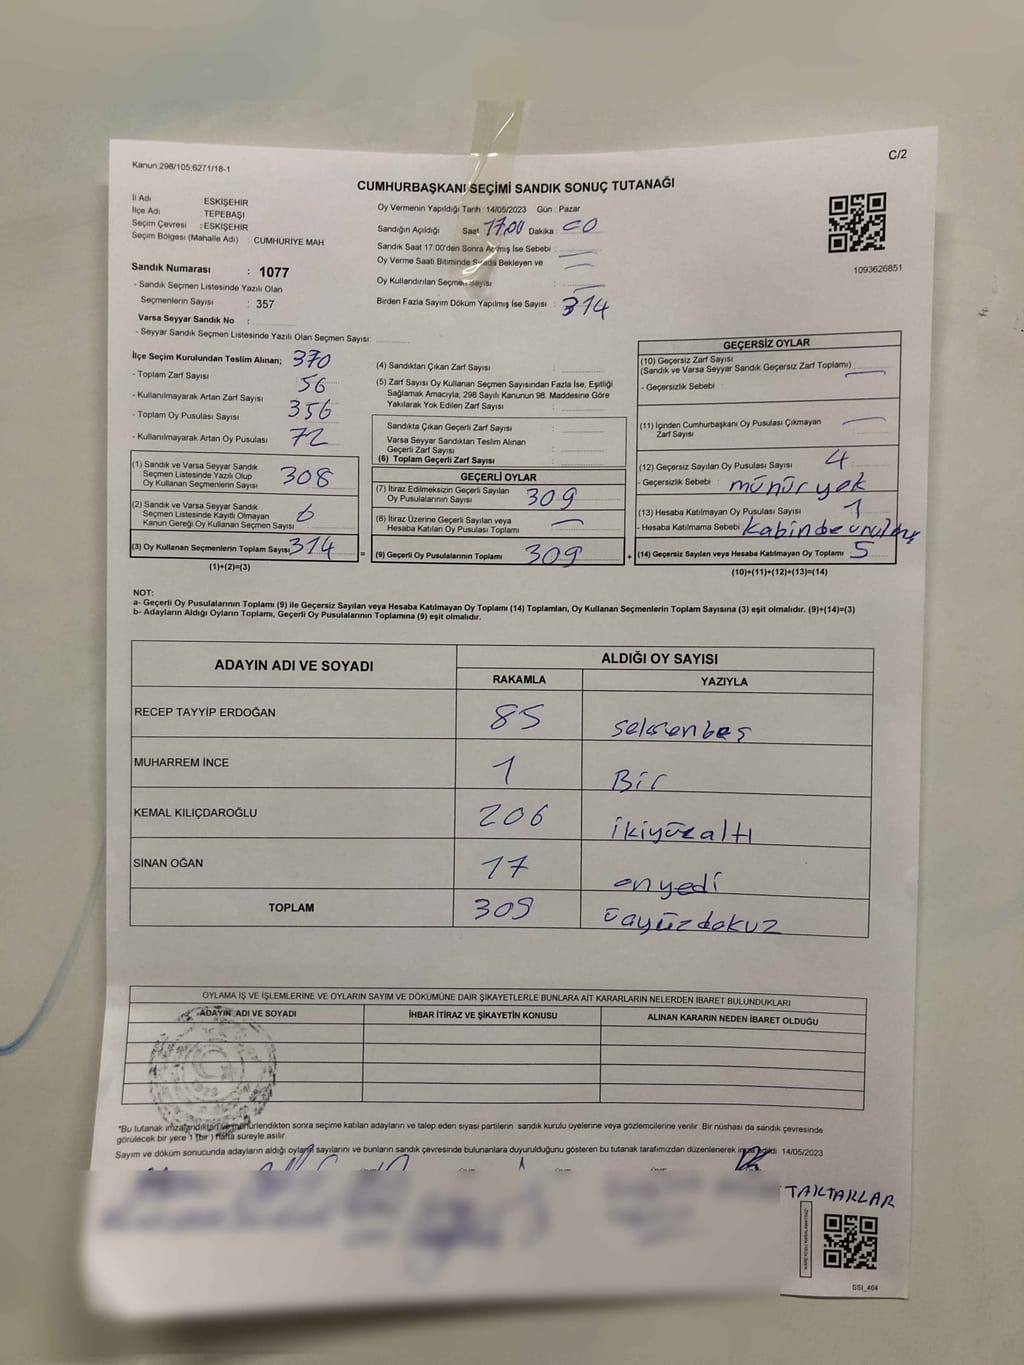 Kanun:298/105;6271/18-1
C/2
CUMHURBAŞKANI SEÇİMİ SANDIK SONUÇ TUTANAĞI
İl Adı ESKİŞEHİR
İlçe Adı TEPEBAŞI
Seçim Çevresi : ESKİŞEHİR
Seçim Bölgesi (Mahalle Adı) : CUMHURİYE MAH
Sandık Numarası : 1077
- Sandık Seçmen Listesinde Yazılı Olan
Seçmenlerin Sayısı : 357
Varsa Seyyar Sandık No :
- Seyyar Sandık Seçmen Listesinde Yazılı Olan Seçmen Sayısı:
Oy Vermenin Yapıldığı Tarih : 14/05/2023 Gün : Pazar
Sandığın Açıldığı Saat 17.00 Dakika :
Sandık Saat 17 00'den Sonra Açılmış İse Sebebi :
Oy Verme Saati Bitiminde Sırada Bekleyen ve
Oy Kullandırılan Seçmen Sayısı :
Birden Fazla Sayım Döküm Yapılmış İse Sayısı : 314
1093626851
İlçe Seçim Kurulundan Teslim Alınan;
- Toplam Zarf Sayısı 370
- Kullanılmayarak Artan Zarf Sayısı 56
- Toplam Oy Pusulası Sayısı 356
- Kullanılmayarak Artan Oy Pusulası 72
(1) Sandık ve Varsa Seyyar Sandık
Seçmen Listesinde Yazılı Olup
Oy Kullanan Seçmenlerin Sayısı 308
(2) Sandık ve Varsa Seyyar Sandık
Seçmen Listesinde Kayıtlı Olmayan
Kanun Gereği Oy Kullanan Seçmen Sayısı : 6
(3) Oy Kullanan Seçmenlerin Toplam Sayısı 314 =
(1)+(2)=(3)
(4) Sandıktan Çıkan Zarf Sayısı :
(5) Zarf Sayısı Oy Kullanan Seçmen Sayısından Fazla İse, Eşitliği
Sağlamak Amacıyla; 298 Sayılı Kanunun 98. Maddesine Göre
Yakılarak Yok Edilen Zarf Sayısı :
Sandıkta Çıkan Geçerli Zarf Sayısı :
Varsa Seyyar Sandıktan Teslim Alınan
Geçerli Zarf Sayısı :
(6) Toplam Geçerli Zarf Sayısı :
GEÇERLİ OYLAR
(7) İtiraz Edilmeksizin Geçerli Sayılan
Oy Pusulalarının Sayısı : 309
(8) İtiraz Üzerine Geçerli Sayılan veya
Hesaba Katılan Oy Pusulası Toplamı :
(9) Geçerli Oy Pusulalarının Toplamı : 309 +
GEÇERSİZ OYLAR
(10) Geçersiz Zarf Sayısı
(Sandık ve Varsa Seyyar Sandık Geçersiz Zarf Toplamı) :
- Geçersizlik Sebebi :
(11) İçinden Cumhurbaşkanı Oy Pusulası Çıkmayan
Zarf Sayısı :
(12) Geçersiz Sayılan Oy Pusulası Sayısı : 4
- Geçersizlik Sebebi : münür yok
(13) Hesaba Katılmayan Oy Pusulası Sayısı : 1
- Hesaba Katılmama Sebebi : kabinde
(14) Geçersiz Sayılan veya Hesaba Katılmayan Oy Toplamı : 5
(10)+(11)+(12)+(13)=(14)
NOT:
a- Geçerli Oy Pusulalarının Toplamı (9) ile Geçersiz Sayılan veya Hesaba Katılmayan Oy Toplamı (14) Toplamları, Oy Kullanan Seçmenlerin Toplam Sayısına (3) eşit olmalıdır. (9)+(14)=(3)
b- Adayların Aldığı Oyların Toplamı, Geçerli Oy Pusulalarının Toplamına (9) eşit olmalıdır.
ADAYIN ADI VE SOYADI
ALDIĞI OY SAYISI
RAKAMLA YAZIYLA
RECEP TAYYİP ERDOĞAN 85 seksenbeş
MUHARREM İNCE 1 Bir
KEMAL KILIÇDAROĞLU 206 ikiyüzaltı
SİNAN OĞAN 17 onyedi
TOPLAM 309 üçyüzdokuz
OYLAMA İŞ VE İŞLEMLERİNE VE OYLARIN SAYIM VE DÖKÜMÜNE DAİR ŞİKAYETLERLE BUNLARA AİT KARARLARIN NELERDEN İBARET BULUNDUKLARI
ADAYIN ADI VE SOYADI İHBAR İTİRAZ VE ŞİKAYETİN KONUSU ALINAN KARARIN NEDEN İBARET OLDUĞU
*Bu tutanak imzalandıktan ve mühürlendikten sonra seçime katılan adayların ve talep eden siyasi partilerin sandık kurulu üyelerine veya gözlemcilerine verilir. Bir nüshası da sandık çevresinde
görülecek bir yere 1 (bir ) hafta süreyle asılır.
Sayım ve döküm sonucunda adayların aldığı oyların sayılarını ve bunların sandık çevresinde bulunanlara duyurulduğunu gösteren bu tutanak tarafımızdan düzenlenerek imza edildi. 14/05/2023
TAKTAKLAR
SSI_404